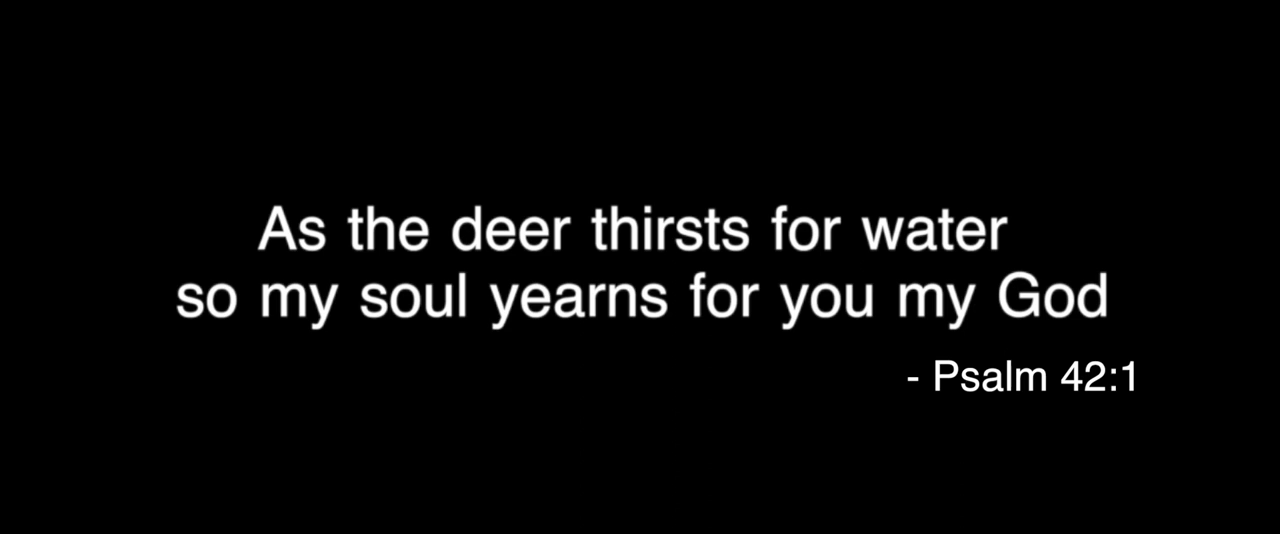 As the deer thirsts for water
so my soul yearns for you my God
- Psalm 42:1